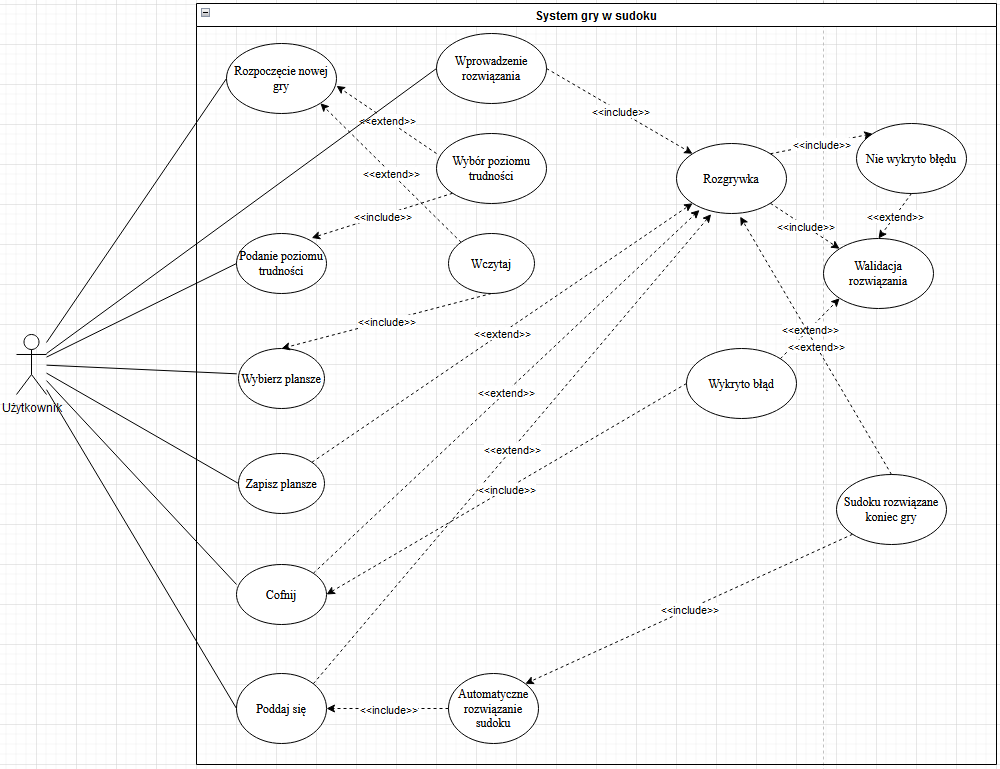 System gry w sudoku
Rozpoczęcie nowej
gry
Wprowadzenie
rozwiązania
<<include>>
<<extend>>
Wybór poziomu
trudności
<<include>>
Nie wykryto błędu
Rozgrywka
<<extend>>
<<include>>
<<extend>>
<<include>>
Podanie poziomu
trudności
Wczytaj
Walidacja
rozwiązania
<<include>>
<<extend>>
<<extend>>
<<extend>>
Użytkownik
Wybierz plansze
Wykryto błąd
<<extend>>
<<extend>>
Zapisz plansze
<<include>>
Sudoku rozwiązane
koniec gry
Cofnij
<<include>>
Poddaj się
<<include>>
Automatyczne
rozwiązanie
sudoku